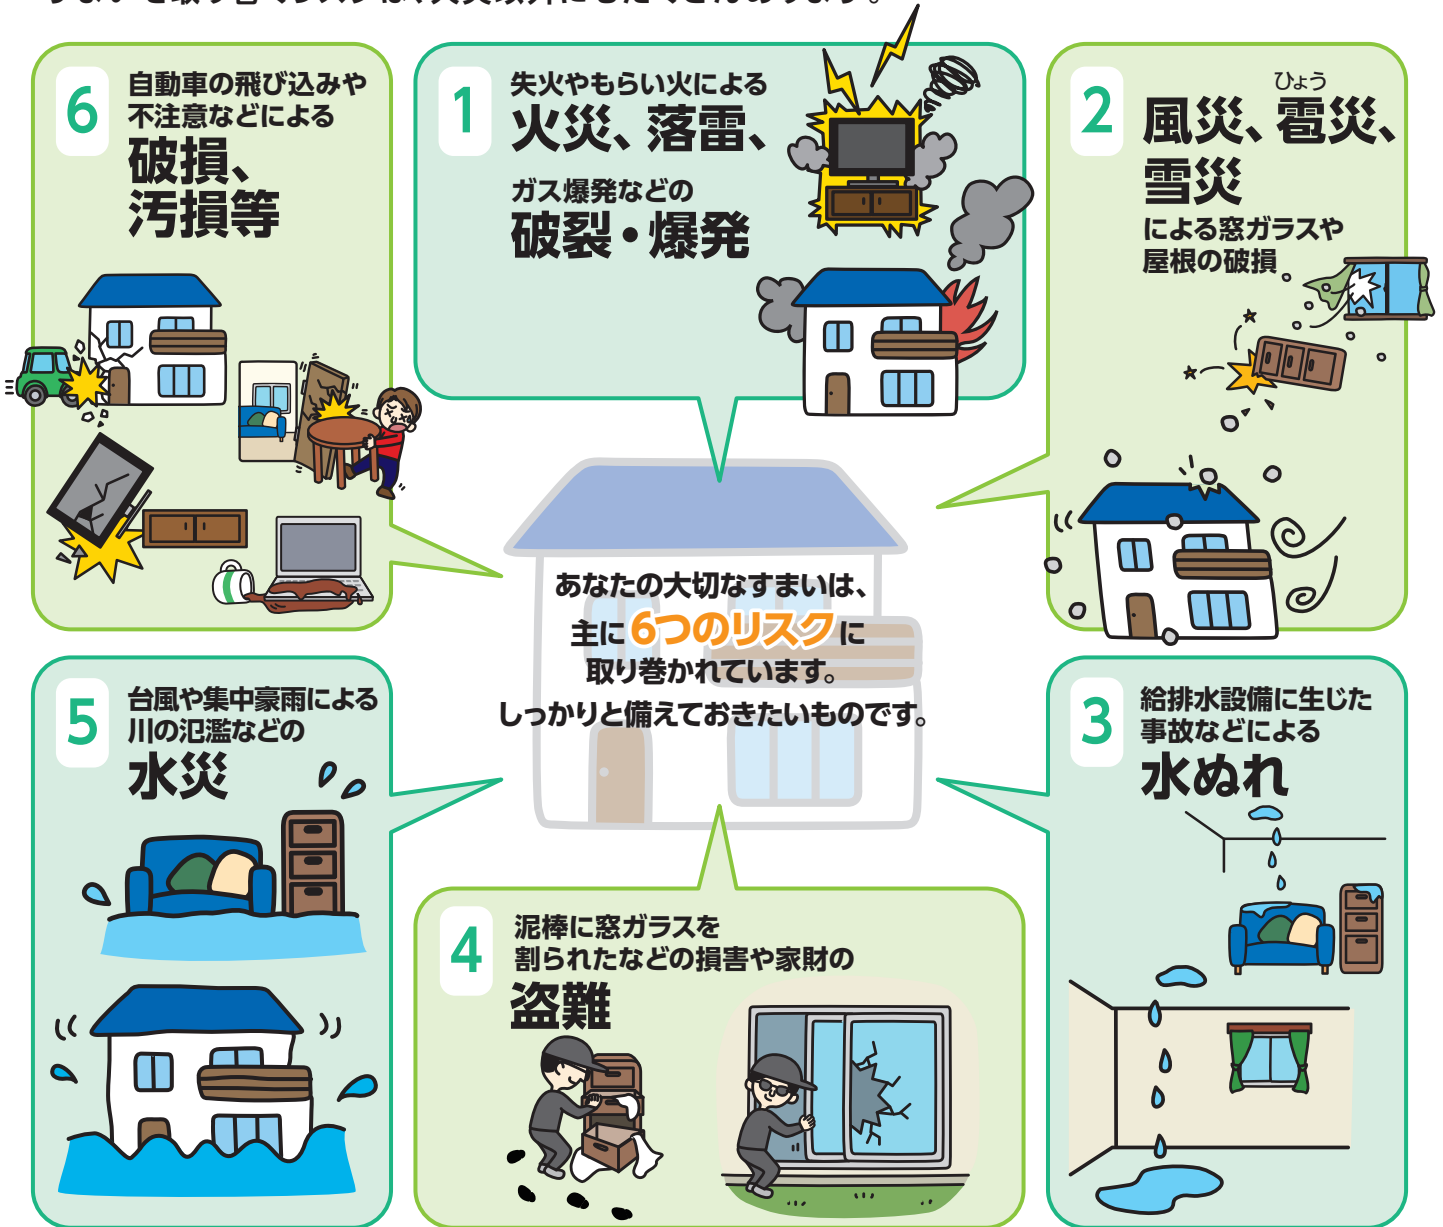 1
失火やもらい火による
火災、落雷、
ガス爆発などの
破裂・爆発
2
ひょう
風災、雹災、
雪災
による窓ガラスや
屋根の破損
3
給排水設備に生じた
事故などによる
水ぬれ
4
泥棒に窓ガラスを
割られたなどの損害や家財の
盗難
5
台風や集中豪雨による
川の氾濫などの
水災
6
自動車の飛び込みや
不注意などによる
破損、
汚損等
あなたの大切なすまいは、
主に6つのリスクに
取り巻かれています。
しっかりと備えておきたいものです。